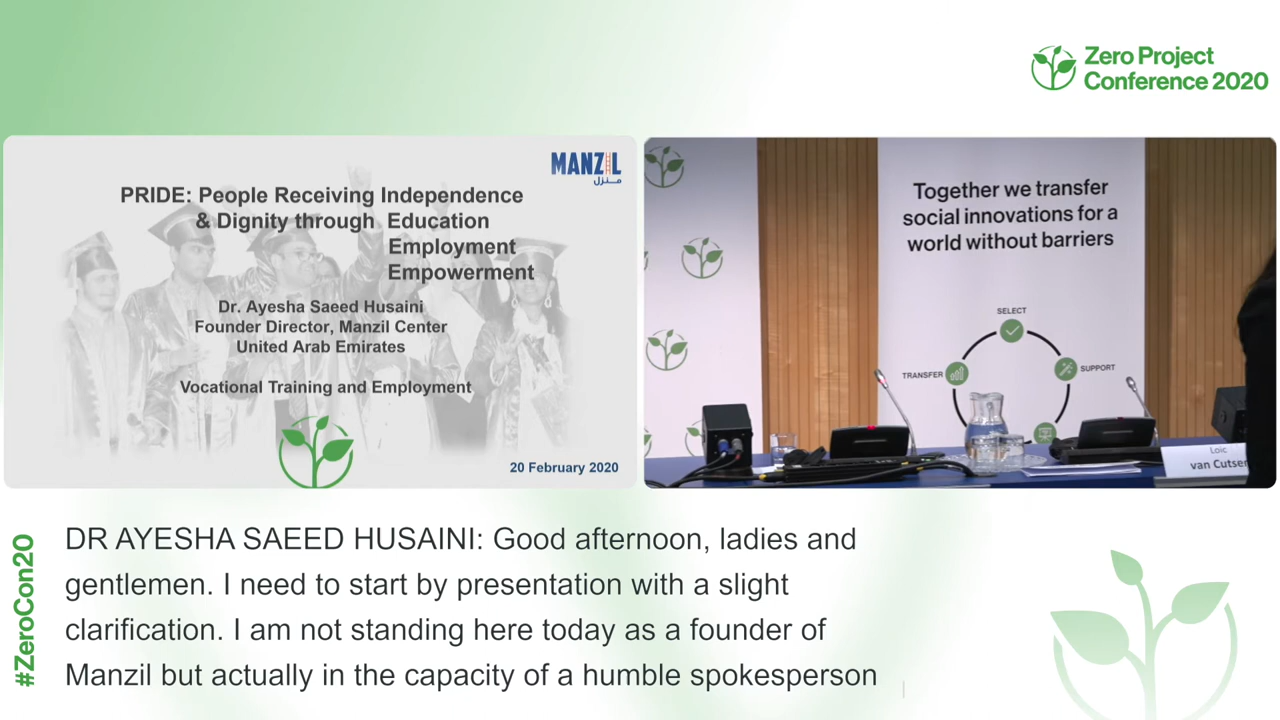 Zero Project
Conference 2020
MANZIL
منزل
PRIDE: People Receiving Independence
& Dignity through Education
Employment
Empowerment
Dr. Ayesha Saeed Husaini
Founder Director, Manzil Center
United Arab Emirates
Vocational Training and Employment
20 February 2020
Together we transfer
social innovations for a
world without barriers
SELECT
TRANSFER
SUPPORT
Loic
van Cutse
#ZeroCon20
DR AYESHA SAEED HUSAINI: Good afternoon, ladies and
gentlemen. I need to start by presentation with a slight
clarification. I am not standing here today as a founder of
Manzil but actually in the capacity of a humble spokesperson